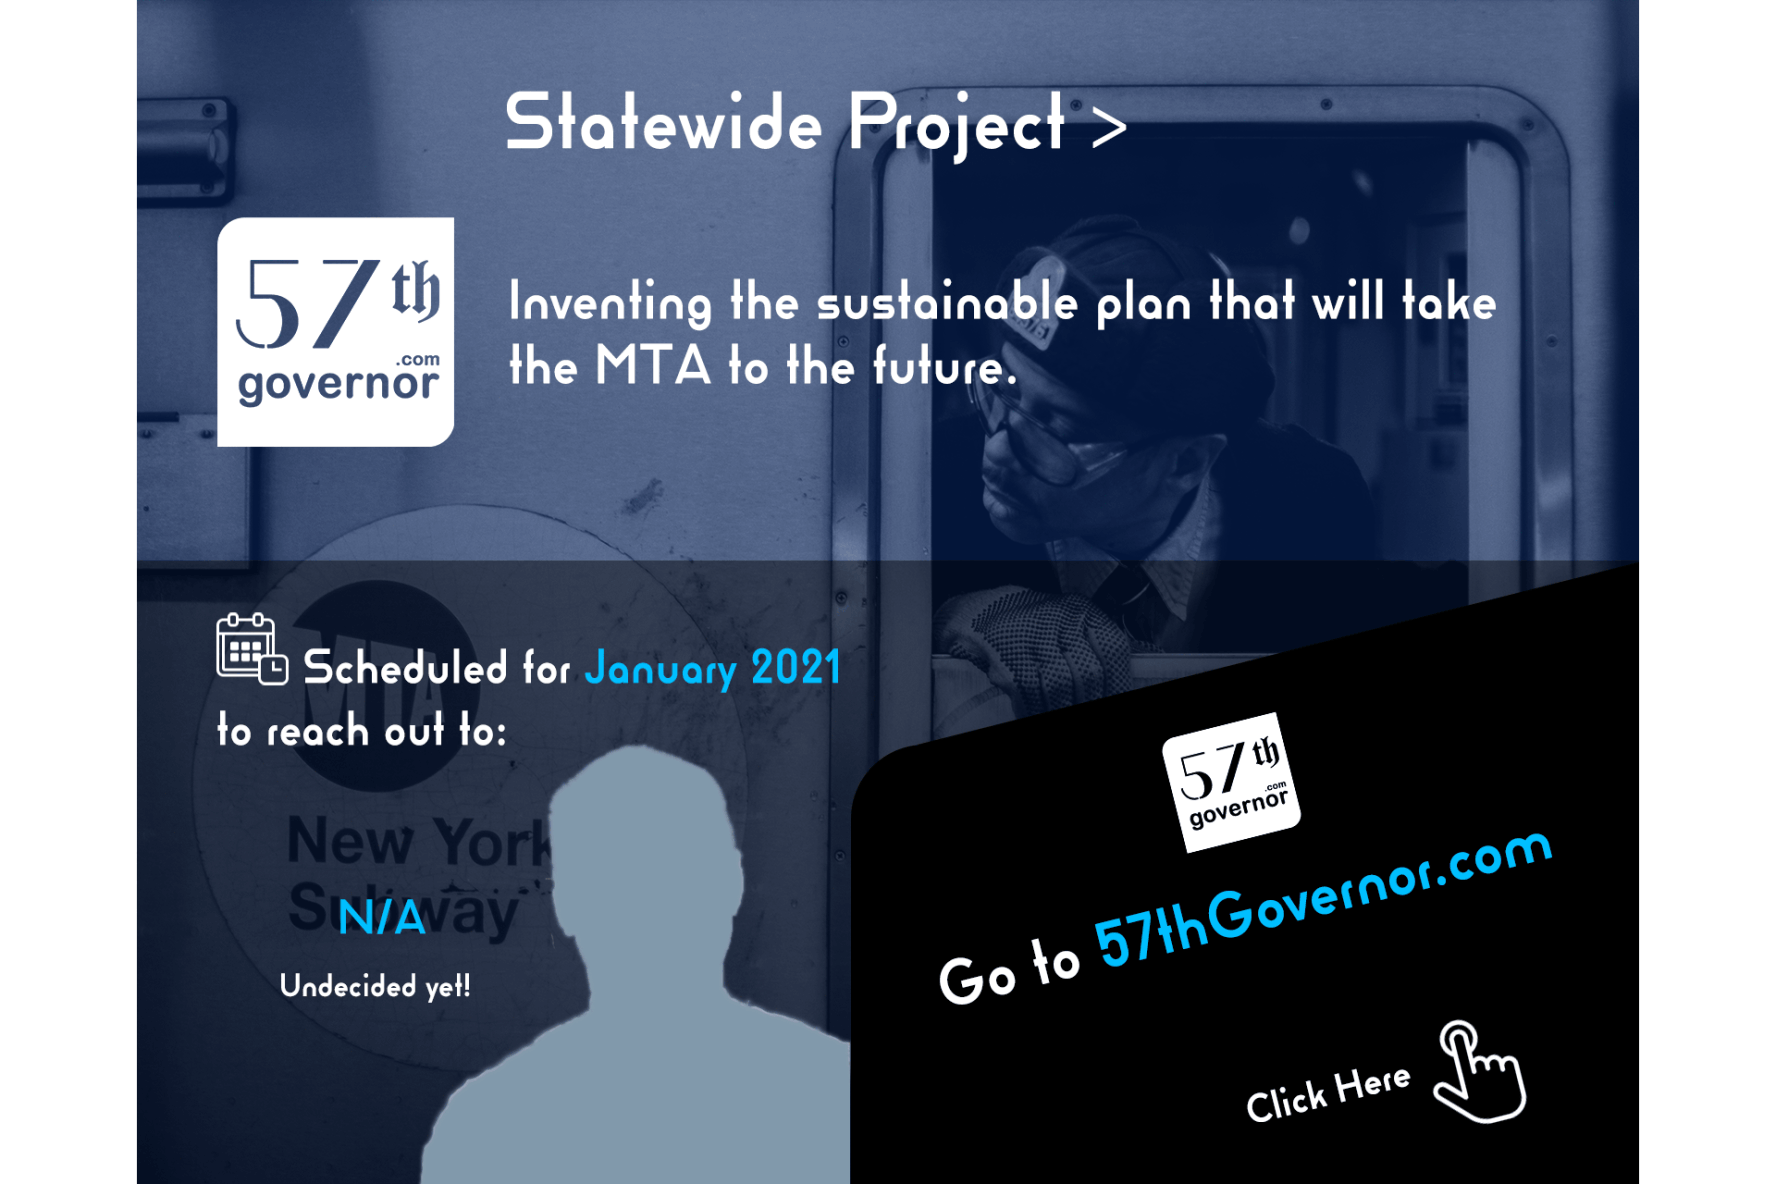 Statewide Project >
57th
.com
governor
Inventing the sustainable plan that will take
the MTA to the future.
Scheduled for January 2021
to reach out to:
MTA
New York
Subway
N/A
Undecided yet!
57th
.com
governor
Go to 57thGovernor.com
Click Here